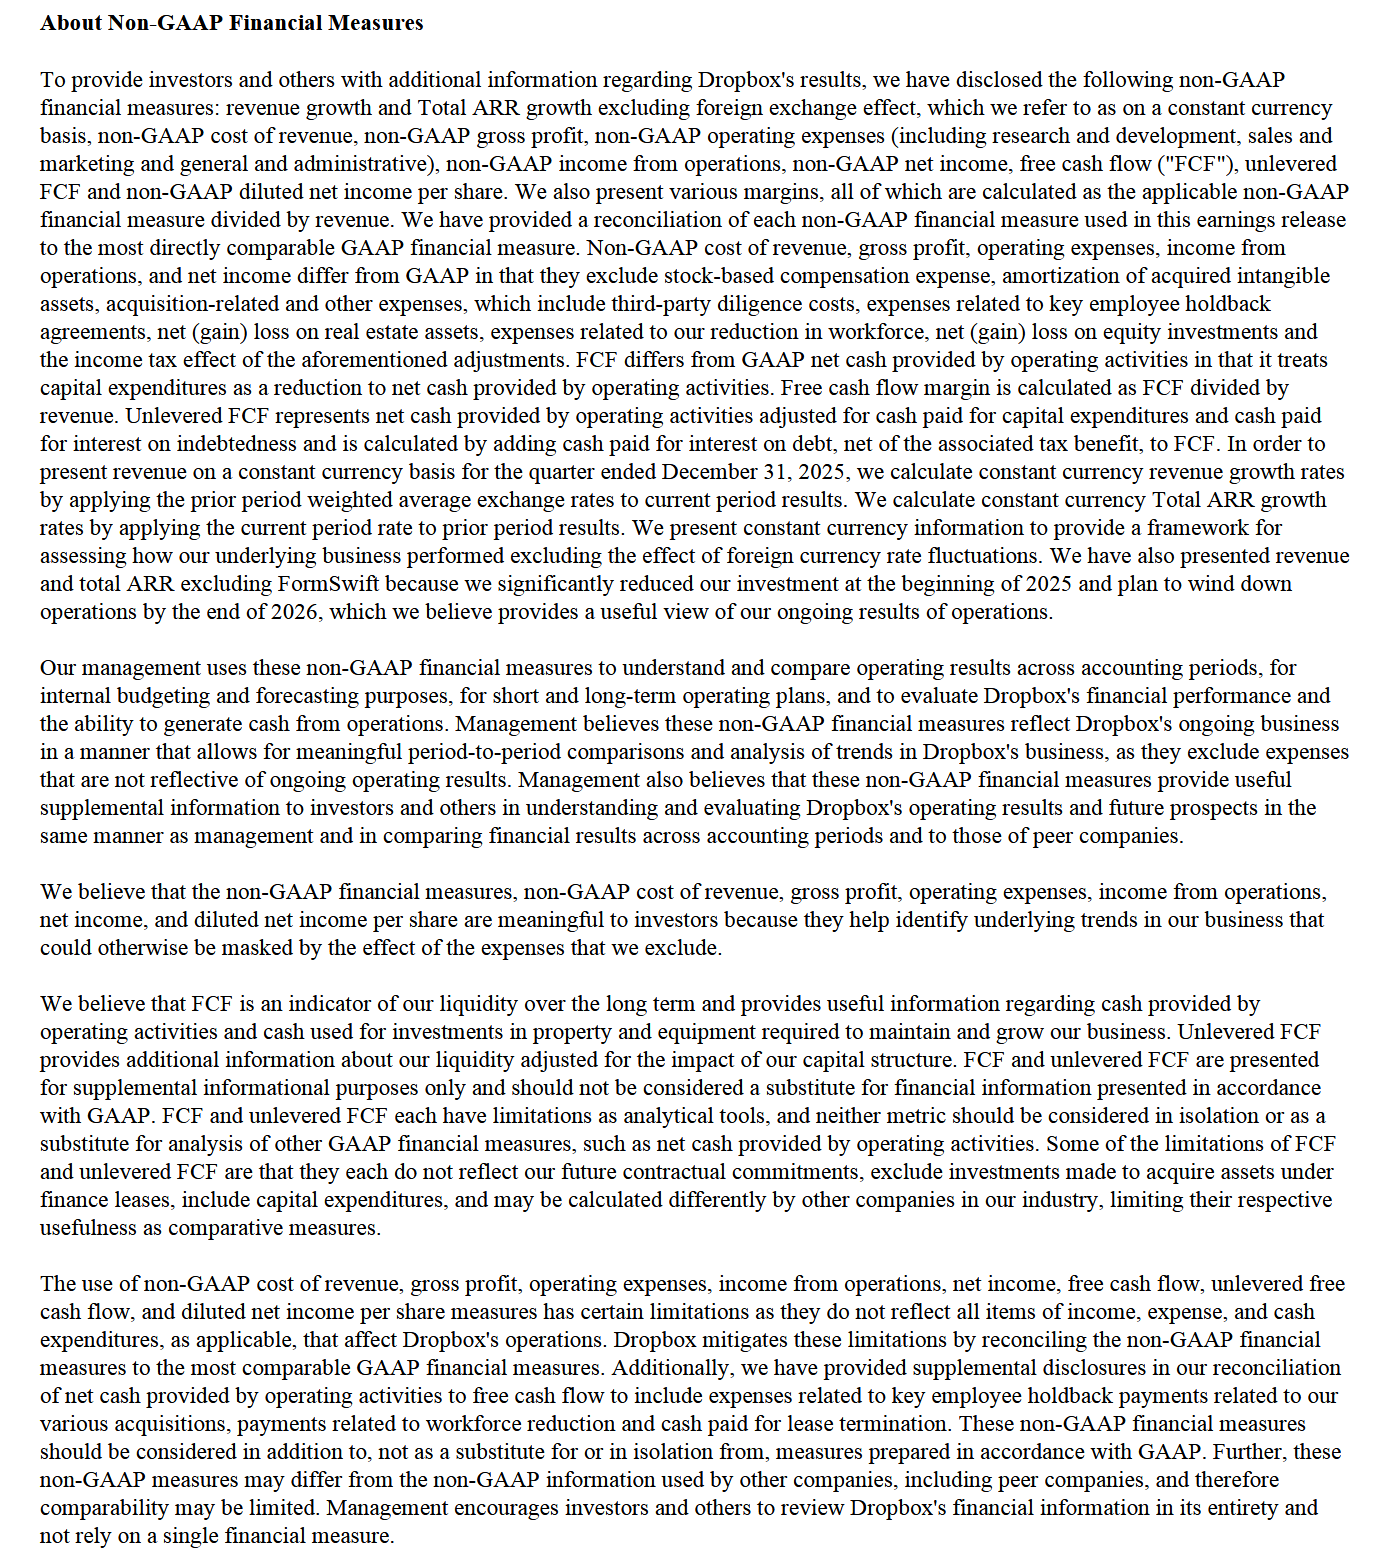 About Non-GAAP Financial Measures
To provide investors and others with additional information regarding Dropbox's results, we have disclosed the following non-GAAP
financial measures: revenue growth and Total ARR growth excluding foreign exchange effect, which we refer to as on a constant currency
basis, non-GAAP cost of revenue, non-GAAP gross profit, non-GAAP operating expenses (including research and development, sales and
marketing and general and administrative), non-GAAP income from operations, non-GAAP net income, free cash flow ("FCF"), unlevered
FCF and non-GAAP diluted net income per share. We also present various margins, all of which are calculated as the applicable non-GAAP
financial measure divided by revenue. We have provided a reconciliation of each non-GAAP financial measure used in this earnings release
to the most directly comparable GAAP financial measure. Non-GAAP cost of revenue, gross profit, operating expenses, income from
operations, and net income differ from GAAP in that they exclude stock-based compensation expense, amortization of acquired intangible
assets, acquisition-related and other expenses, which include third-party diligence costs, expenses related to key employee holdback
agreements, net (gain) loss on real estate assets, expenses related to our reduction in workforce, net (gain) loss on equity investments and
the income tax effect of the aforementioned adjustments. FCF differs from GAAP net cash provided by operating activities in that it treats
capital expenditures as a reduction to net cash provided by operating activities. Free cash flow margin is calculated as FCF divided by
revenue. Unlevered FCF represents net cash provided by operating activities adjusted for cash paid for capital expenditures and cash paid
for interest on indebtedness and is calculated by adding cash paid for interest on debt, net of the associated tax benefit, to FCF. In order to
present revenue on a constant currency basis for the quarter ended December 31, 2025, we calculate constant currency revenue growth rates
by applying the prior period weighted average exchange rates to current period results. We calculate constant currency Total ARR growth
rates by applying the current period rate to prior period results. We present constant currency information to provide a framework for
assessing how our underlying business performed excluding the effect of foreign currency rate fluctuations. We have also presented revenue
and total ARR excluding FormSwift because we significantly reduced our investment at the beginning of 2025 and plan to wind down
operations by the end of 2026, which we believe provides a useful view of our ongoing results of operations.
Our management uses these non-GAAP financial measures to understand and compare operating results across accounting periods, for
internal budgeting and forecasting purposes, for short and long-term operating plans, and to evaluate Dropbox's financial performance and
the ability to generate cash from operations. Management believes these non-GAAP financial measures reflect Dropbox's ongoing business
in a manner that allows for meaningful period-to-period comparisons and analysis of trends in Dropbox's business, as they exclude expenses
that are not reflective of ongoing operating results. Management also believes that these non-GAAP financial measures provide useful
supplemental information to investors and others in understanding and evaluating Dropbox's operating results and future prospects in the
same manner as management and in comparing financial results across accounting periods and to those of peer companies.
We believe that the non-GAAP financial measures, non-GAAP cost of revenue, gross profit, operating expenses, income from operations,
net income, and diluted net income per share are meaningful to investors because they help identify underlying trends in our business that
could otherwise be masked by the effect of the expenses that we exclude.
We believe that FCF is an indicator of our liquidity over the long term and provides useful information regarding cash provided by
operating activities and cash used for investments in property and equipment required to maintain and grow our business. Unlevered FCF
provides additional information about our liquidity adjusted for the impact of our capital structure. FCF and unlevered FCF are presented
for supplemental informational purposes only and should not be considered a substitute for financial information presented in accordance
with GAAP. FCF and unlevered FCF each have limitations as analytical tools, and neither metric should be considered in isolation or as a
substitute for analysis of other GAAP financial measures, such as net cash provided by operating activities. Some of the limitations of FCF
and unlevered FCF are that they each do not reflect our future contractual commitments, exclude investments made to acquire assets under
finance leases, include capital expenditures, and may be calculated differently by other companies in our industry, limiting their respective
usefulness as comparative measures.
The use of non-GAAP cost of revenue, gross profit, operating expenses, income from operations, net income, free cash flow, unlevered free
cash flow, and diluted net income per share measures has certain limitations as they do not reflect all items of income, expense, and cash
expenditures, as applicable, that affect Dropbox's operations. Dropbox mitigates these limitations by reconciling the non-GAAP financial
measures to the most comparable GAAP financial measures. Additionally, we have provided supplemental disclosures in our reconciliation
of net cash provided by operating activities to free cash flow to include expenses related to key employee holdback payments related to our
various acquisitions, payments related to workforce reduction and cash paid for lease termination. These non-GAAP financial measures
should be considered in addition to, not as a substitute for or in isolation from, measures prepared in accordance with GAAP. Further, these
non-GAAP measures may differ from the non-GAAP information used by other companies, including peer companies, and therefore
comparability may be limited. Management encourages investors and others to review Dropbox's financial information in its entirety and
not rely on a single financial measure.